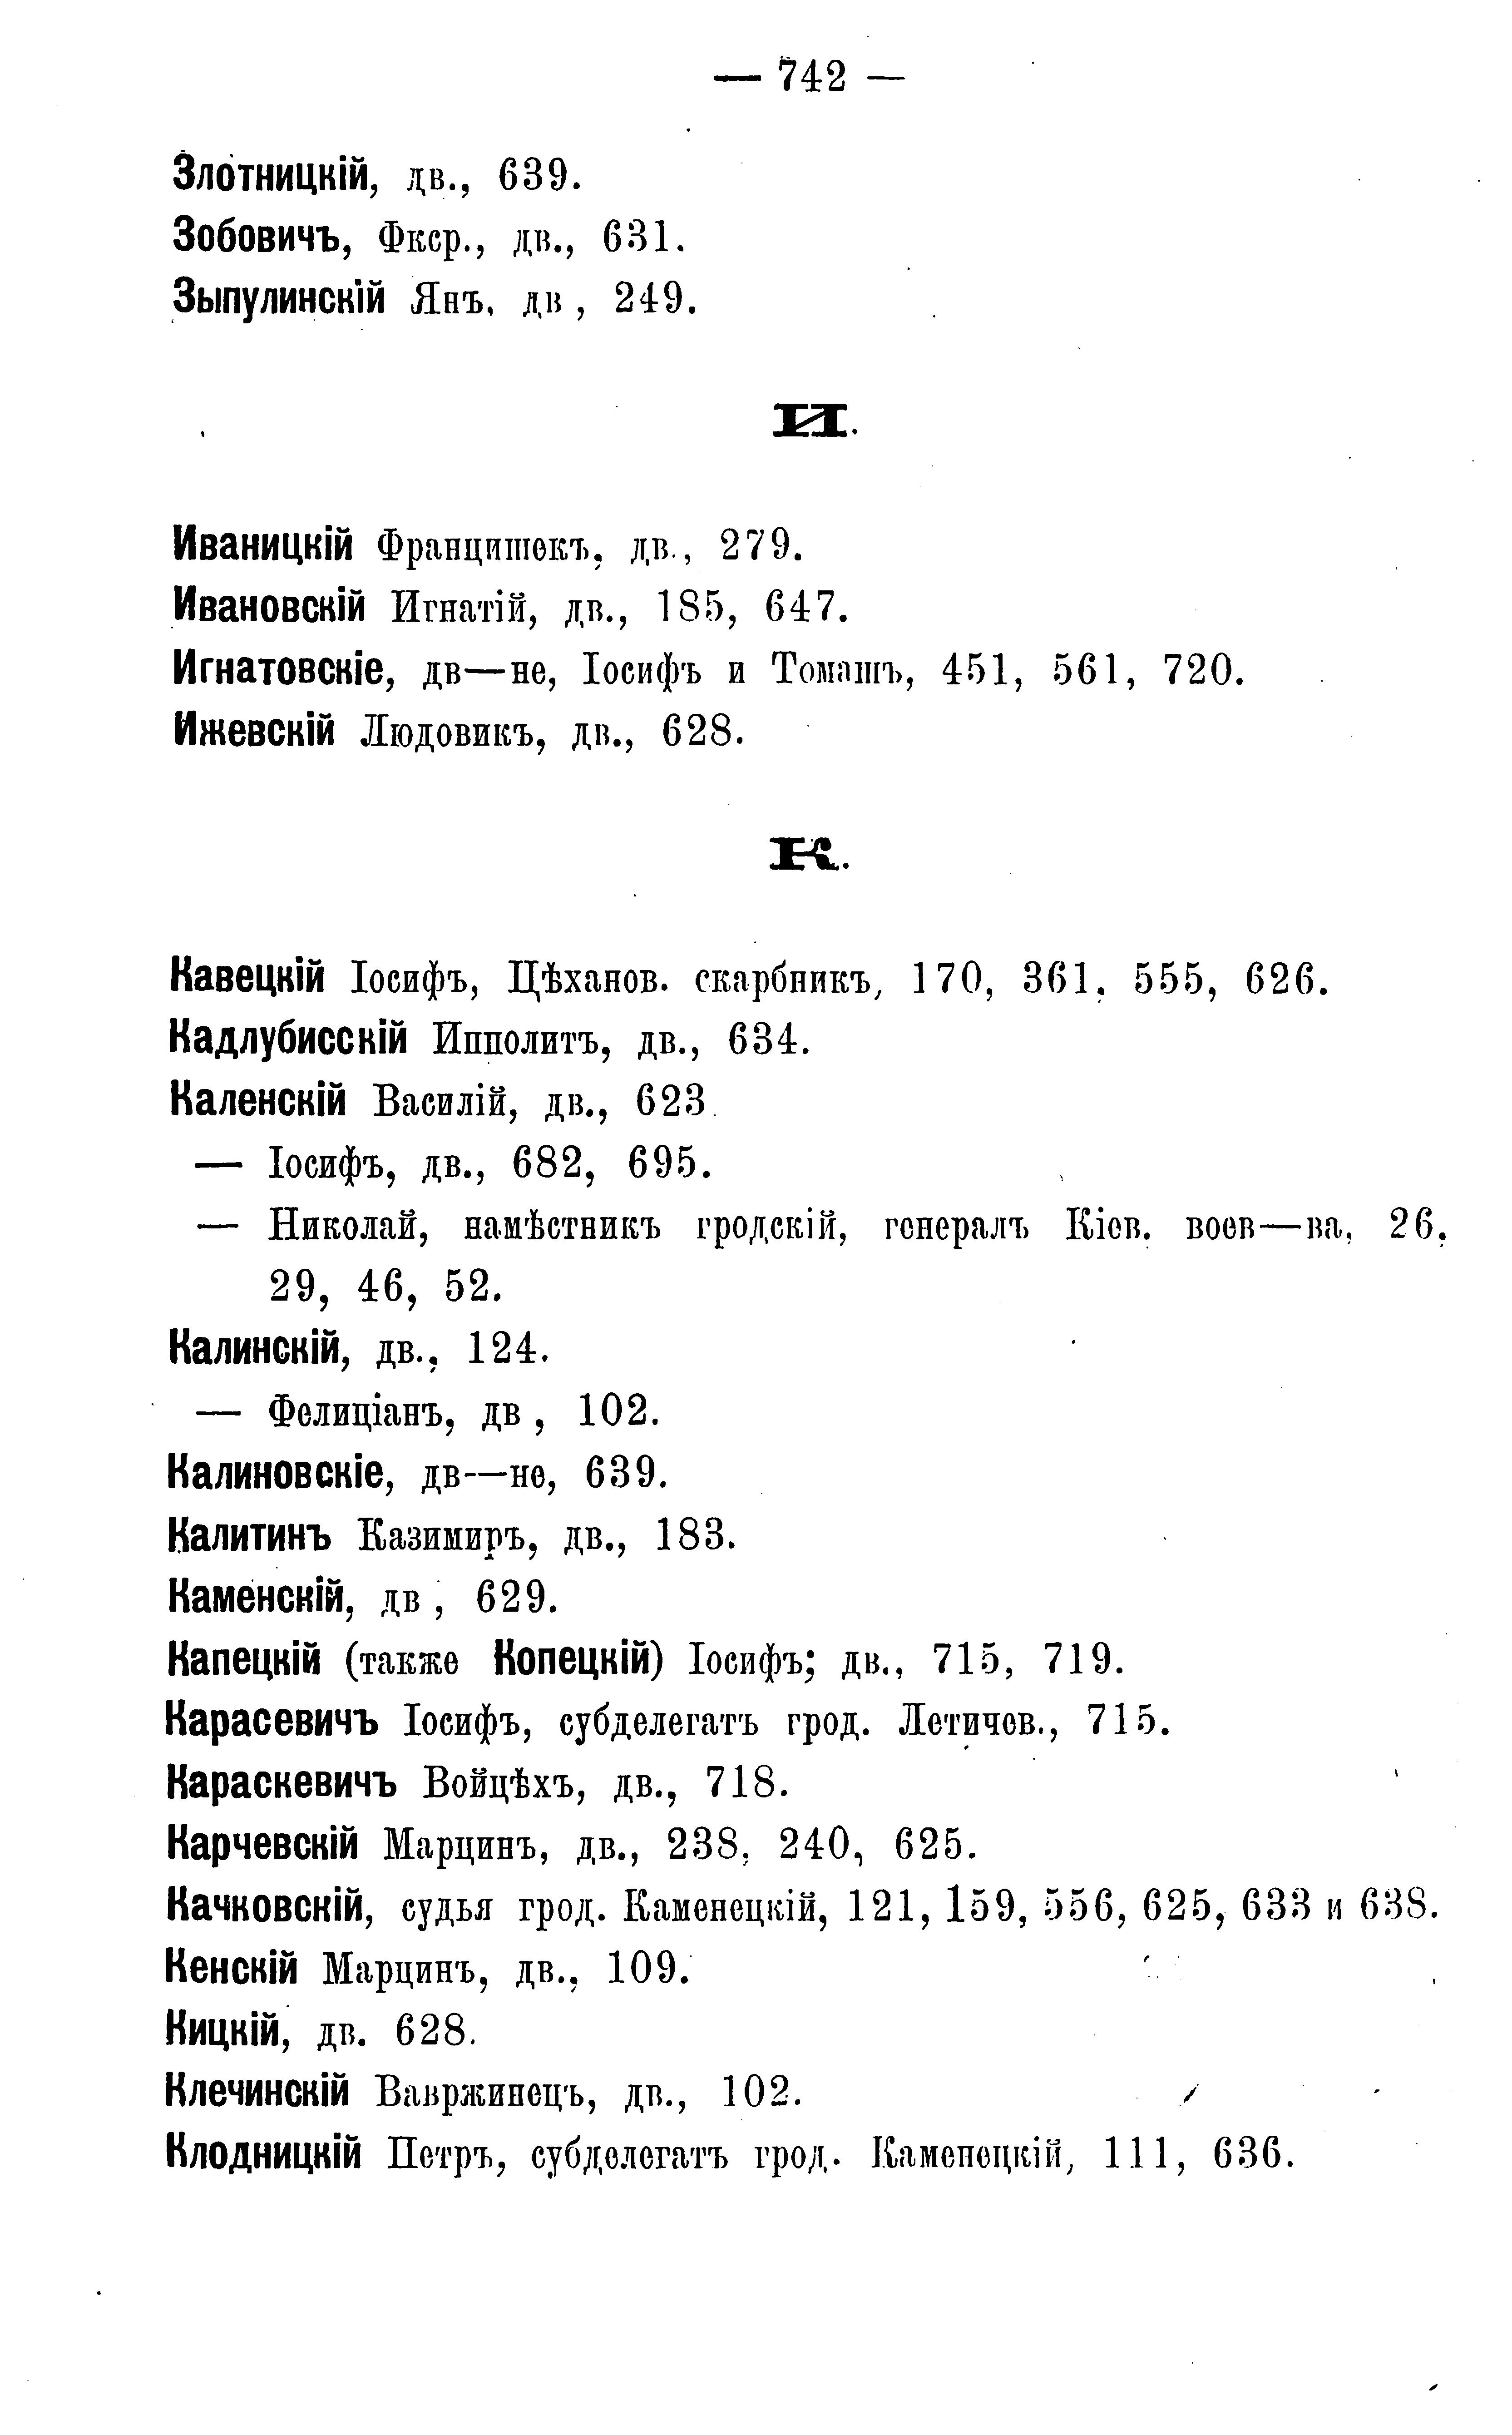 — 742 —
Злотницкій, дв., 639.
Зобовичъ, Фкср., дв., 631.
Зыпулинскій Янъ, дв , 249.
И.
Иваницкій Францишекъ, дв., 279.
Ивановскій Игнатій, дв., 185, 647.
Игнатовскіе, дв—не, Іосифъ и Томашъ, 451, 561, 720.
Ижевскій Людовикъ, дв., 628.
К.
Кавецкій Іосифъ, Цѣханов. скарбникъ, 170, 361, 555, 626.
Кадлубисскій Ипполитъ, дв., 634.
Каленскій Василій, дв., 623.
— Іосифъ, дв., 682, 695.
— Николай, намѣстникъ гродскій, генералъ Кіев. воев—ва, 26,
29, 46, 52.
Калинскій, дв., 124.
— Фелиціанъ, дв , 102.
Калиновскіе, дв—не, 639.
Калитинъ Казимиръ, дв., 183.
Каменскій, дв , 629.
Капецкій (также Копецкій) Іосифъ; дв., 715, 719.
Карасевичъ Іосифъ, субделегатъ грод. Летичев., 715.
Караскевичъ Войцѣхъ, дв., 718.
Карчевскій Марцинъ, дв., 238, 240, 625.
Качковскій, судья грод. Каменецкій, 121, 159, 556, 625, 633 и 638.
Кенскій Марцинъ, дв., 109.
Кицкій, дв. 628.
Клечинскій Вавржинецъ, дв., 102.
Клодницкій Петръ, субделегатъ грод. Каменецкій, 111, 636.